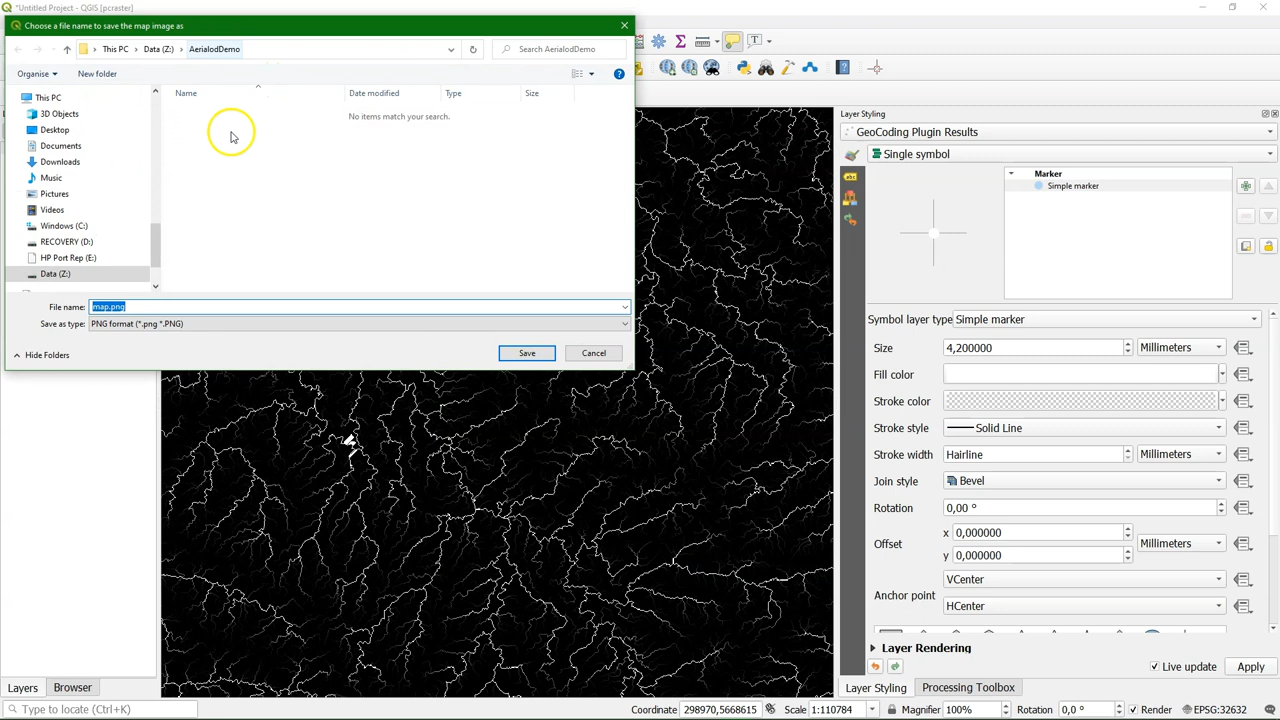 *Untitled Project - QGIS [pcraster]
Choose a file name to save the map image as
This PC
Data (Z:)
AerialodDemo
Search AerialodDemo
Organise
New folder
Name
Date modified
Type
Size
No items match your search.
This PC
3D Objects
Desktop
Documents
Downloads
Music
Pictures
Videos
Windows (C:)
RECOVERY (D:)
HP Port Rep (E:)
Data (Z:)
File name:
map.png
Save as type:
PNG format (*.png *.PNG)
Hide Folders
Save
Cancel
Layer Styling
GeoCoding Plugin Results
Single symbol
Marker
Simple marker
Symbol layer type
Simple marker
Size
4,200000
Millimeters
Fill color
Stroke color
Stroke style
Solid Line
Stroke width
Hairline
Millimeters
Join style
Bevel
Rotation
0,00 °
Offset
x
0,000000
y
0,000000
Millimeters
Anchor point
VCenter
HCenter
Layer Rendering
Live update
Apply
Layers
Browser
Layer Styling
Processing Toolbox
Type to locate (Ctrl+K)
Coordinate
298970,5668615
Scale
1:110784
Magnifier
100%
Rotation
0,0 °
Render
EPSG:32632